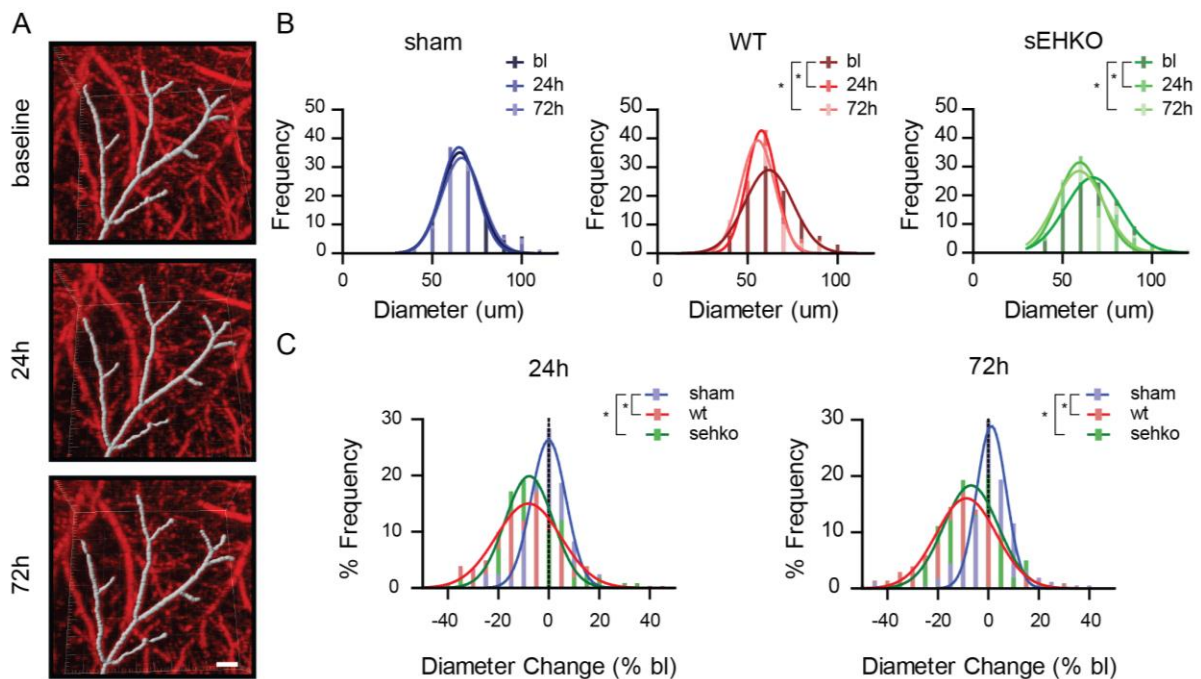 A
baseline
24h
72h
B
sham
bl
24h
72h
Frequency
50
40
30
20
10
0
0
50
100
Diameter (um)
WT
bl
24h
72h
*
*
Frequency
50
40
30
20
10
0
0
50
100
Diameter (um)
sEHKO
bl
24h
72h
*
*
Frequency
50
40
30
20
10
0
0
50
100
Diameter (um)
C
24h
sham
wt
sehko
*
*
% Frequency
30
20
10
0
-40
-20
0
20
40
Diameter Change (% bl)
72h
sham
wt
sehko
*
*
% Frequency
30
20
10
0
-40
-20
0
20
40
Diameter Change (% bl)